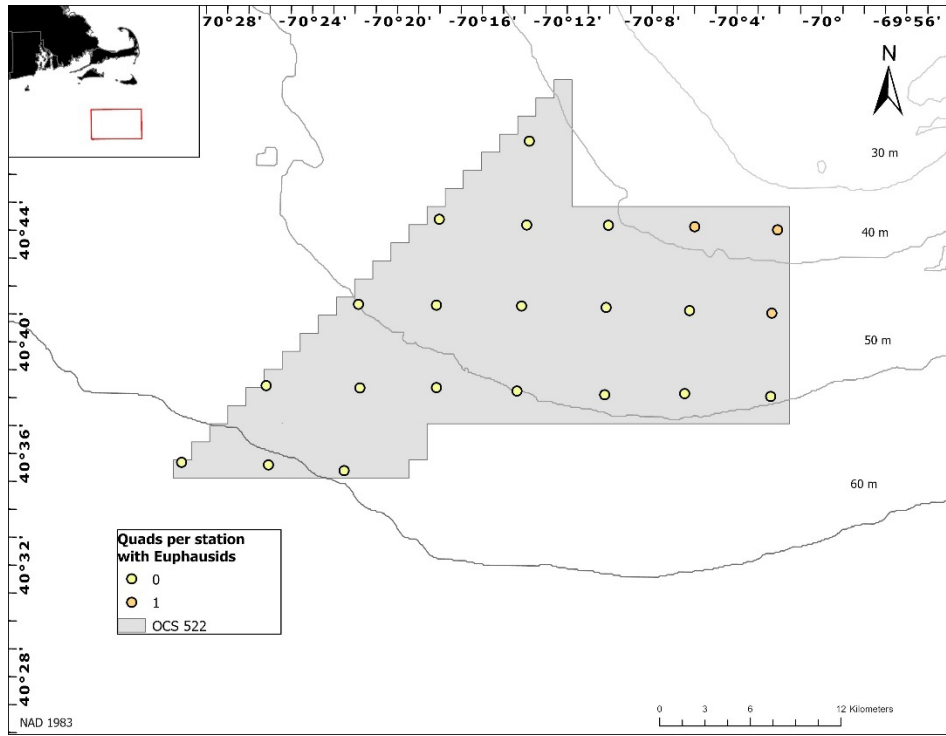 70°28' -70°24' -70°20' -70°16' -70°12' -70°8' -70°4' -70° -69°56'
N
30 m
40°44'
40 m
40°40'
50 m
40°36'
60 m
40°32'
Quads per station
with Euphausids
0
1
OCS 522
40°28'
0 3 6 12 Kilometers
NAD 1983